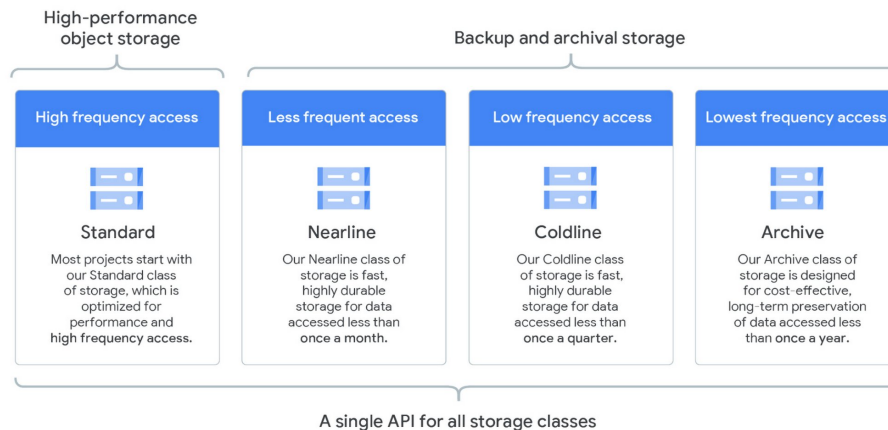 High-performance
object storage
Backup and archival storage
High frequency access
Standard
Most projects start with
our Standard class
of storage, which is
optimized for
performance and
high frequency access.
Less frequent access
Nearline
Our Nearline class of
storage is fast,
highly durable
storage for data
accessed less than
once a month.
Low frequency access
Coldline
Our Coldline class
of storage is fast,
highly durable
storage for data
accessed less than
once a quarter.
Lowest frequency access
Archive
Our Archive class of
storage is designed
for cost-effective,
long-term preservation
of data accessed less
than once a year.
A single API for all storage classes